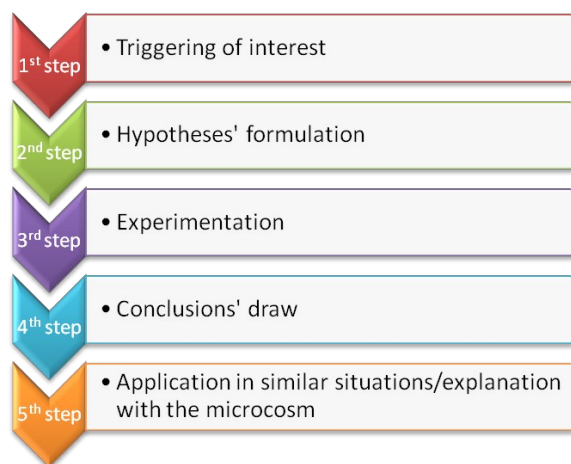 1st step
• Triggering of interest
2nd step
• Hypotheses' formulation
3rd step
• Experimentation
4th step
• Conclusions' draw
5th step
• Application in similar situations/explanation
with the microcosm